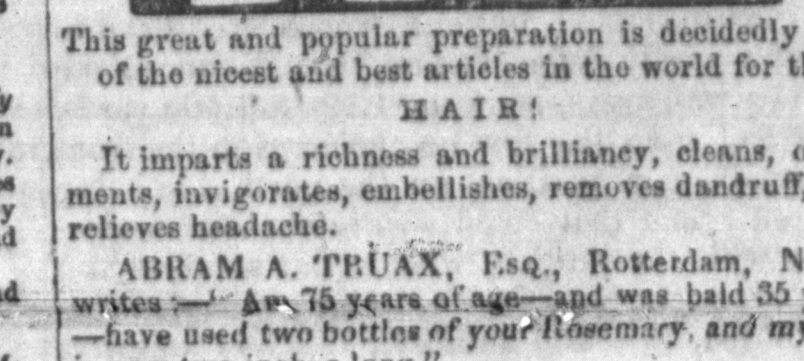 This great and popular preparation is decidedly
of the nicest and best articles in the world for
HAIR!
It imparts a richness and brilliancy, cleans,
ments, invigorates, embellishes, removes dandruff,
relieves headache.
ABRAM A. TRUAX, Esq., Rotterdam, N
writes :—' Am 75 years of age—and was bald 35
—have used two bottles of your Rosemary, and my